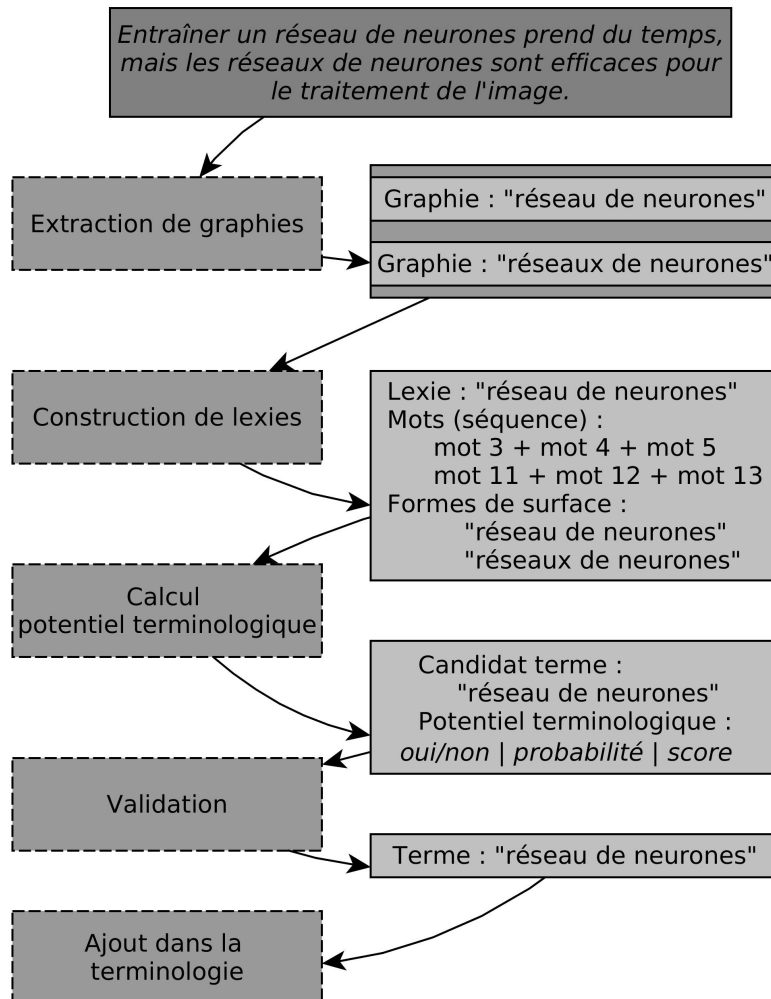 Entraîner un réseau de neurones prend du temps,
mais les réseaux de neurones sont efficaces pour
le traitement de l'image.
Extraction de graphies
Graphie : "réseau de neurones"
Graphie : "réseaux de neurones"
Construction de lexies
Lexie : "réseau de neurones"
Mots (séquence) :
mot 3 + mot 4 + mot 5
mot 11 + mot 12 + mot 13
Formes de surface :
"réseau de neurones"
"réseaux de neurones"
Calcul
potentiel terminologique
Candidat terme :
"réseau de neurones"
Potentiel terminologique :
oui/non | probabilité | score
Validation
Terme : "réseau de neurones"
Ajout dans la
terminologie